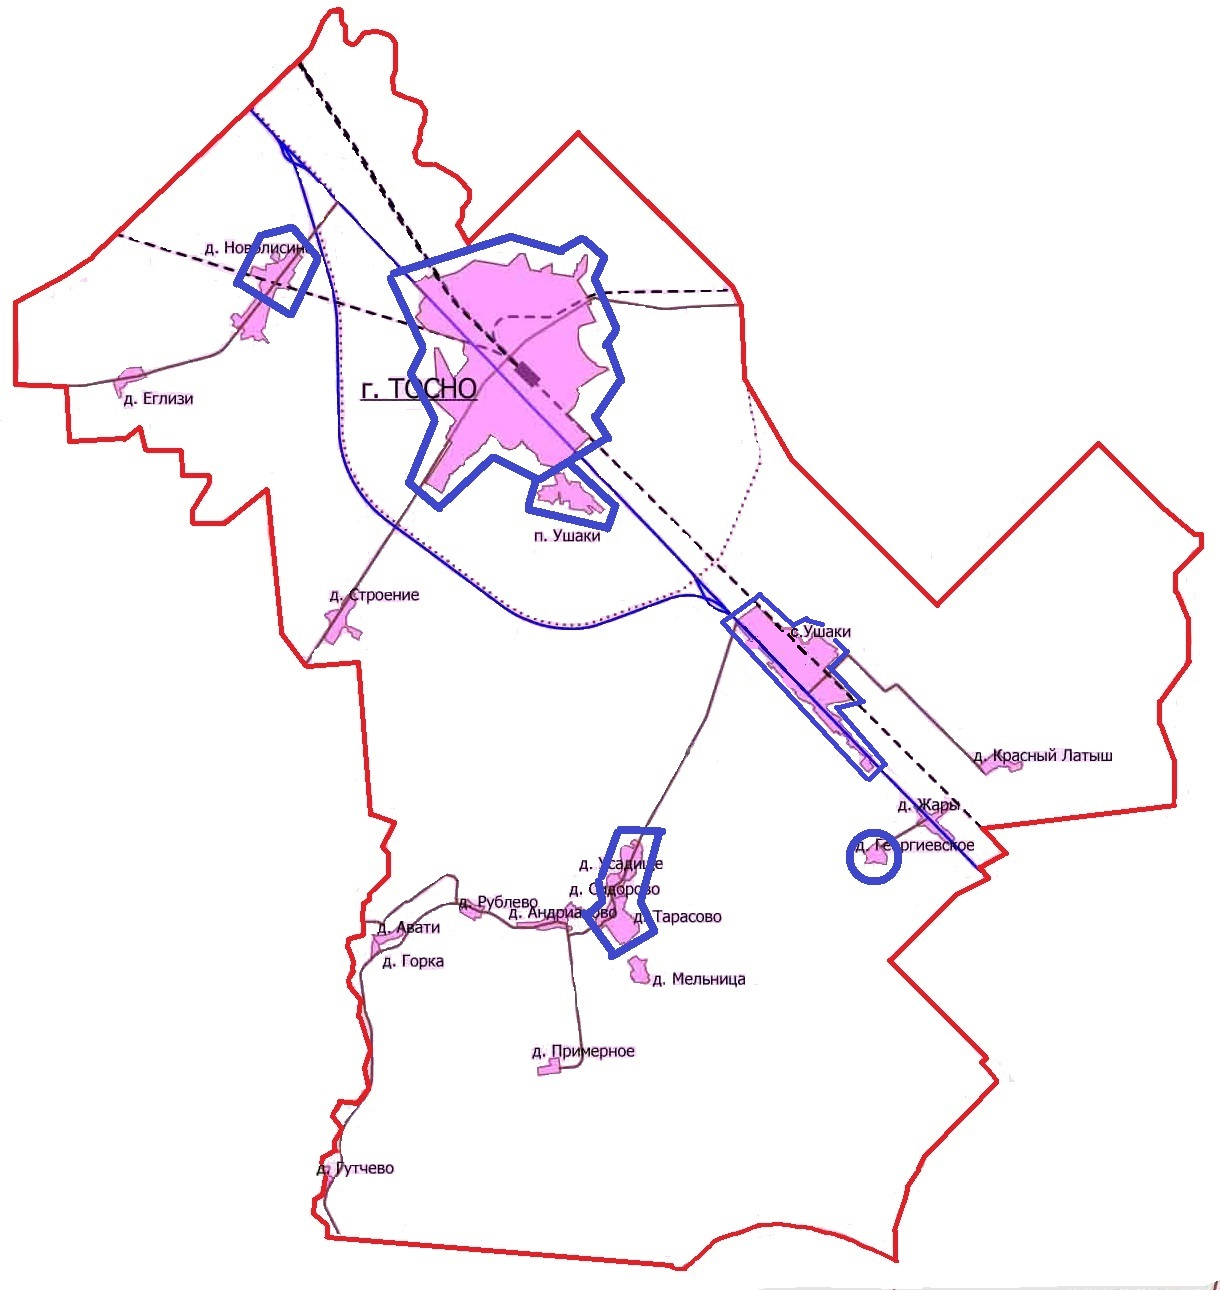 д. Новолисино
д. Еглизи
г. ТОСНО
п. Ушаки
д. Строение
с.Ушаки
д. Красный Латыш
д. Жары
д. Георгиевское
д. Усадище
д. Сидорово
д. Рублево
д. Андрианово
д. Тарасово
д. Авати
д. Горка
д. Мельница
д. Примерное
д. Гутчево